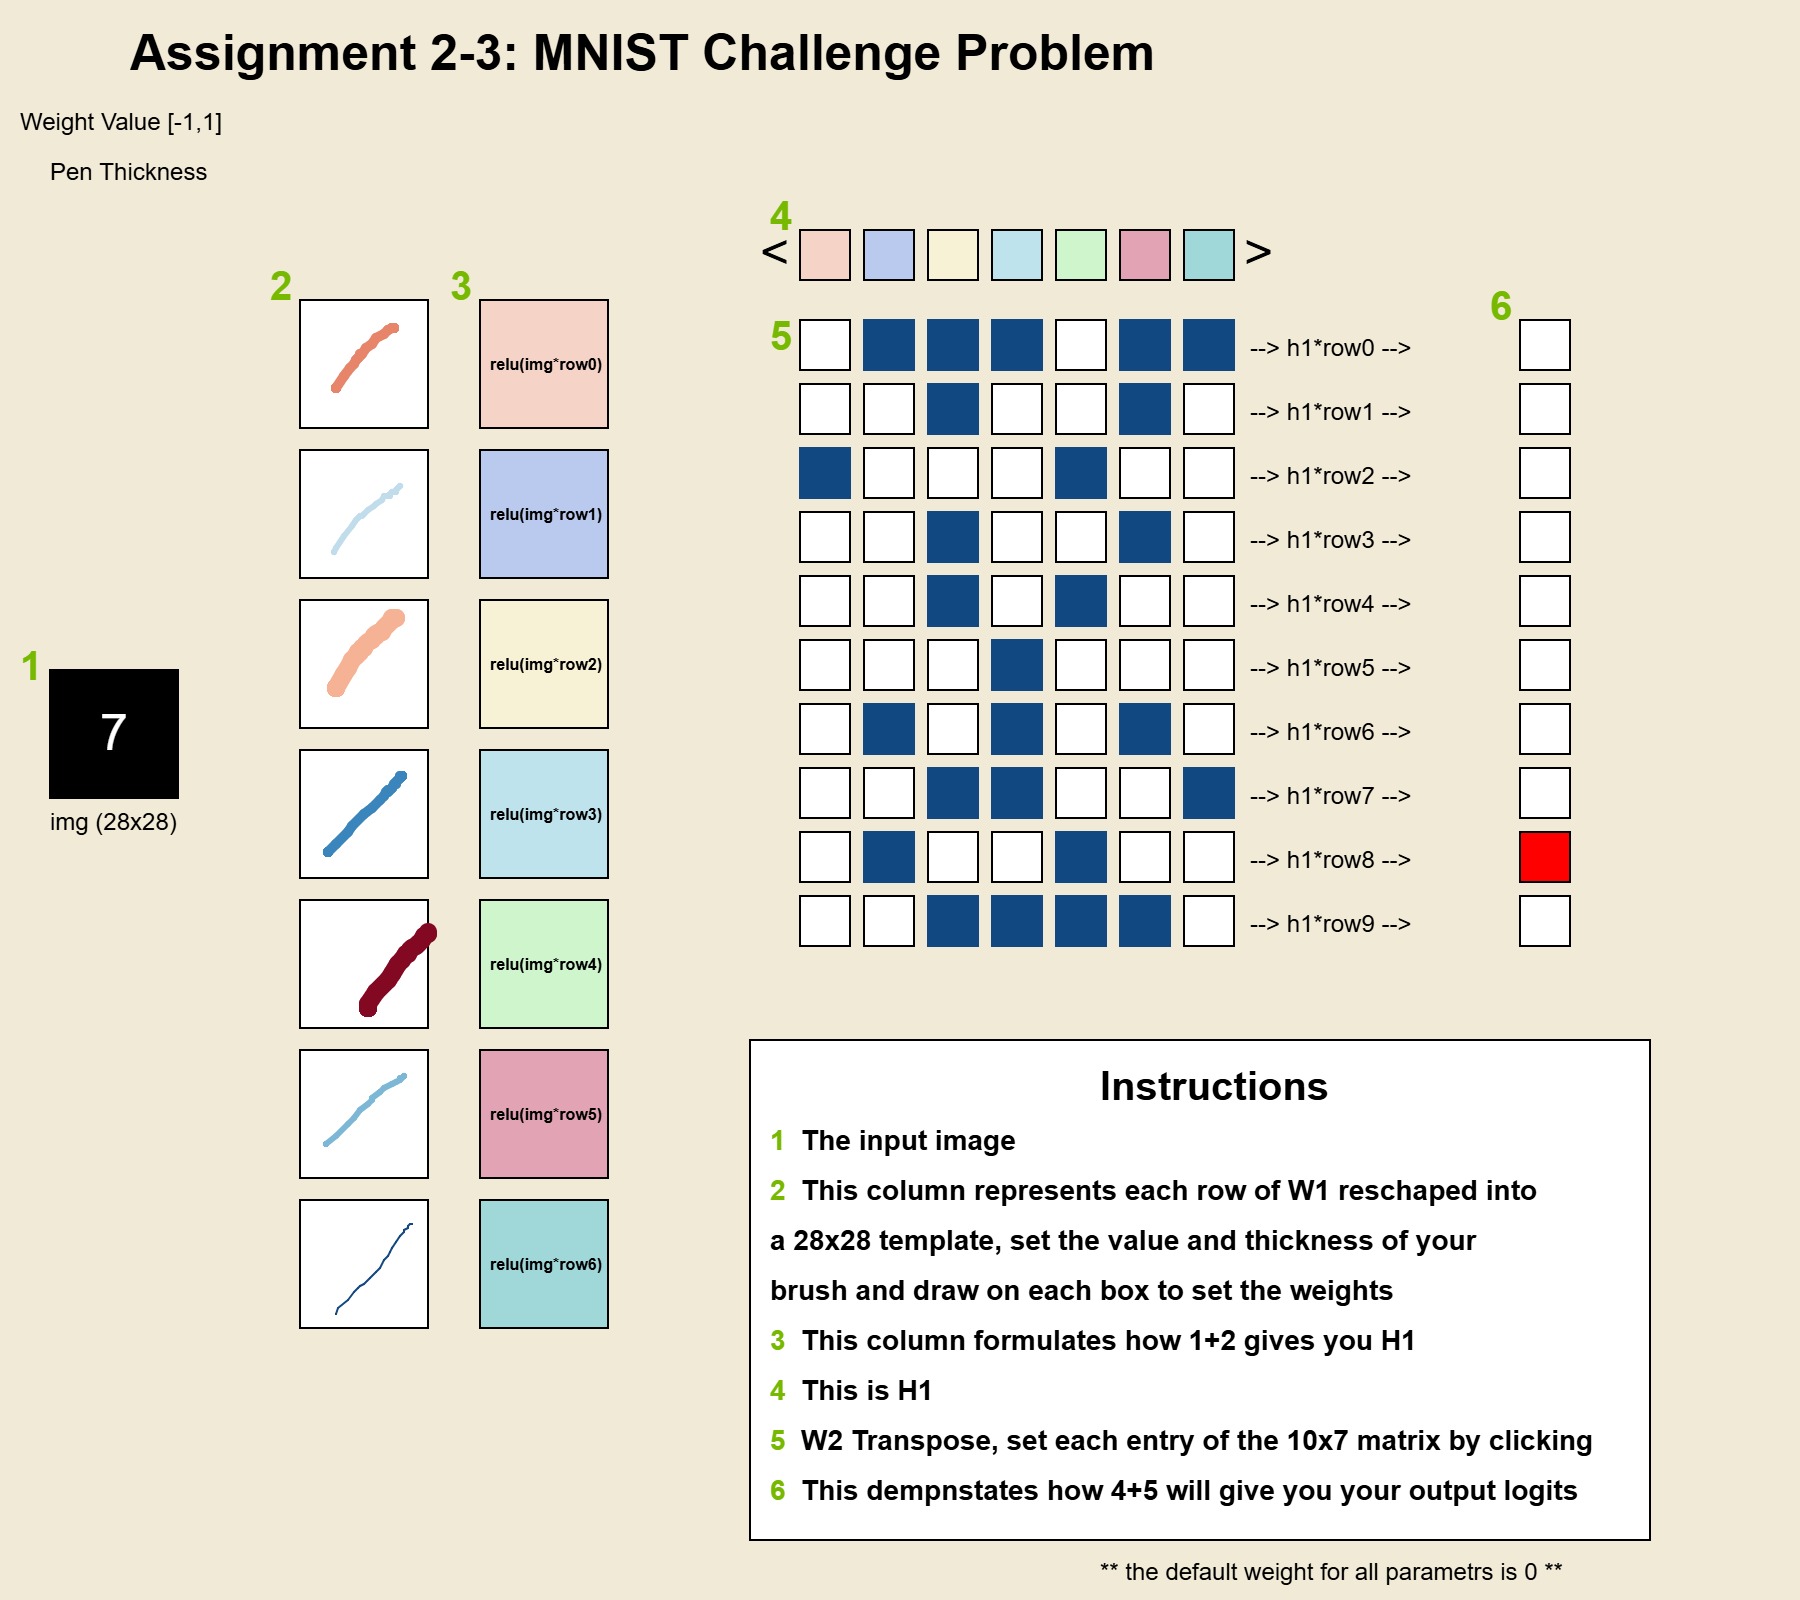 Assignment 2-3: MNIST Challenge Problem
Weight Value [-1,1]
Pen Thickness
1
7
img (28x28)
2
3
relu(img*row0)
relu(img*row1)
relu(img*row2)
relu(img*row3)
relu(img*row4)
relu(img*row5)
relu(img*row6)
4
< >
5
--> h1*row0 -->
--> h1*row1 -->
--> h1*row2 -->
--> h1*row3 -->
--> h1*row4 -->
--> h1*row5 -->
--> h1*row6 -->
--> h1*row7 -->
--> h1*row8 -->
--> h1*row9 -->
6
Instructions
1 The input image
2 This column represents each row of W1 reschaped into
a 28x28 template, set the value and thickness of your
brush and draw on each box to set the weights
3 This column formulates how 1+2 gives you H1
4 This is H1
5 W2 Transpose, set each entry of the 10x7 matrix by clicking
6 This dempnstates how 4+5 will give you your output logits
** the default weight for all parametrs is 0 **